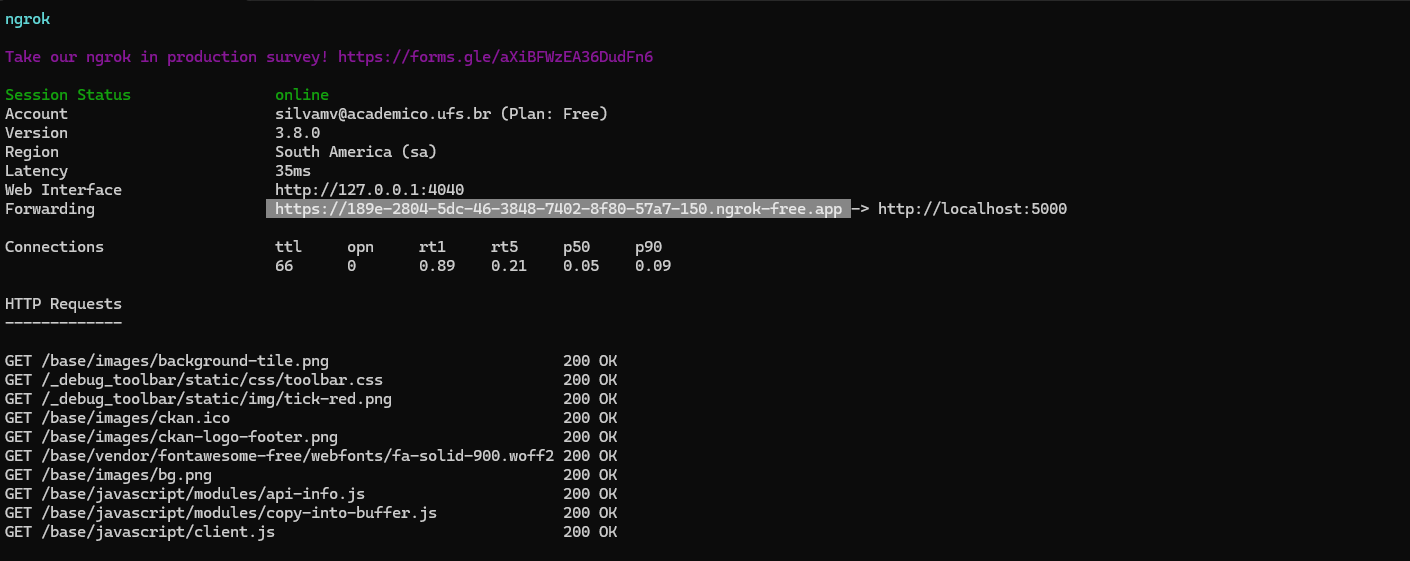 ngrok
Take our ngrok in production survey! https://forms.gle/aXiBFWzEA36DudFn6
Session Status online
Account silvamv@academico.ufs.br (Plan: Free)
Version 3.8.0
Region South America (sa)
Latency 35ms
Web Interface http://127.0.0.1:4040
Forwarding https://189e-2804-5dc-46-3848-7402-8f80-57a7-150.ngrok-free.app -> http://localhost:5000
Connections ttl opn rt1 rt5 p50 p90
66 0 0.89 0.21 0.05 0.09
HTTP Requests
-------------
GET /base/images/background-tile.png 200 OK
GET /_debug_toolbar/static/css/toolbar.css 200 OK
GET /_debug_toolbar/static/img/tick-red.png 200 OK
GET /base/images/ckan.ico 200 OK
GET /base/images/ckan-logo-footer.png 200 OK
GET /base/vendor/fontawesome-free/webfonts/fa-solid-900.woff2 200 OK
GET /base/images/bg.png 200 OK
GET /base/javascript/modules/api-info.js 200 OK
GET /base/javascript/modules/copy-into-buffer.js 200 OK
GET /base/javascript/client.js 200 OK